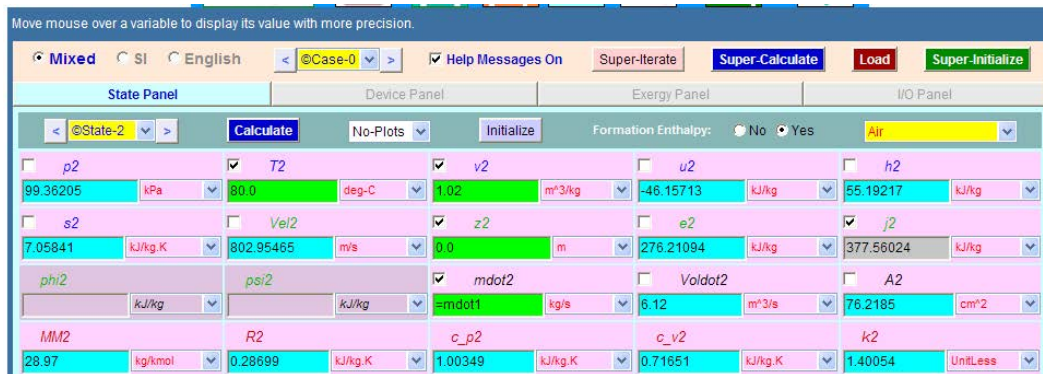 Move mouse over a variable to display its value with more precision.
Mixed SI English < ©Case-0 > Help Messages On Super-Iterate Super-Calculate Load Super-Initialize
State Panel Device Panel Exergy Panel I/O Panel
< ©State-2 > Calculate No-Plots Initialize Formation Enthalpy: No Yes Air
p2 T2 v2 u2 h2
99.36205 kPa 80.0 deg-C 1.02 m^3/kg -46.15713 kJ/kg 55.19217 kJ/kg
s2 Vel2 z2 e2 j2
7.05841 kJ/kg.K 802.95465 m/s 0.0 m 276.21094 kJ/kg 377.56024 kJ/kg
phi2 psi2 mdot2 Voldot2 A2
kJ/kg kJ/kg =mdot1 kg/s 6.12 m^3/s 76.2185 cm^2
MM2 R2 c_p2 c_v2 k2
28.97 kg/kmol 0.28699 kJ/kg.K 1.00349 kJ/kg.K 0.71651 kJ/kg.K 1.40054 UnitLess